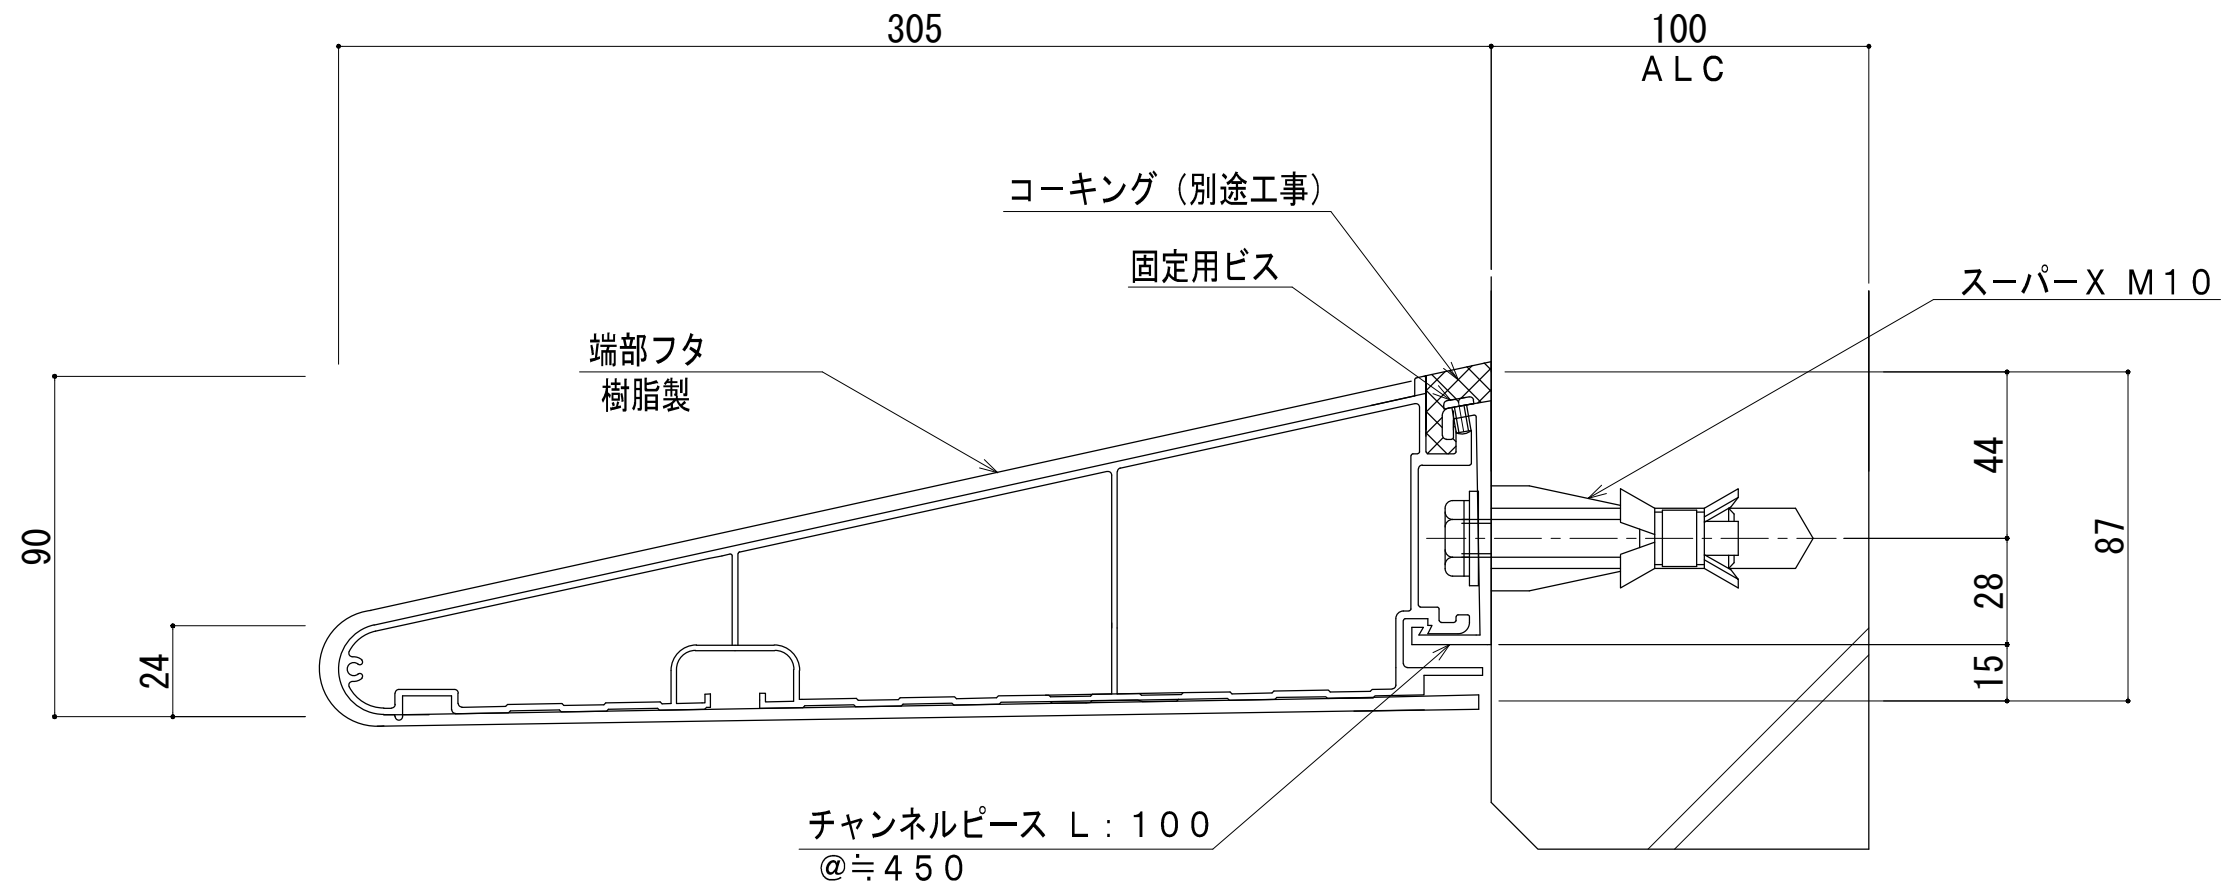 305
100
ALC
コーキング（別途工事）
固定用ビス
スーパーX M10
端部フタ
樹脂製
90
24
44
28
15
87
チャンネルピース L:100
@≒450